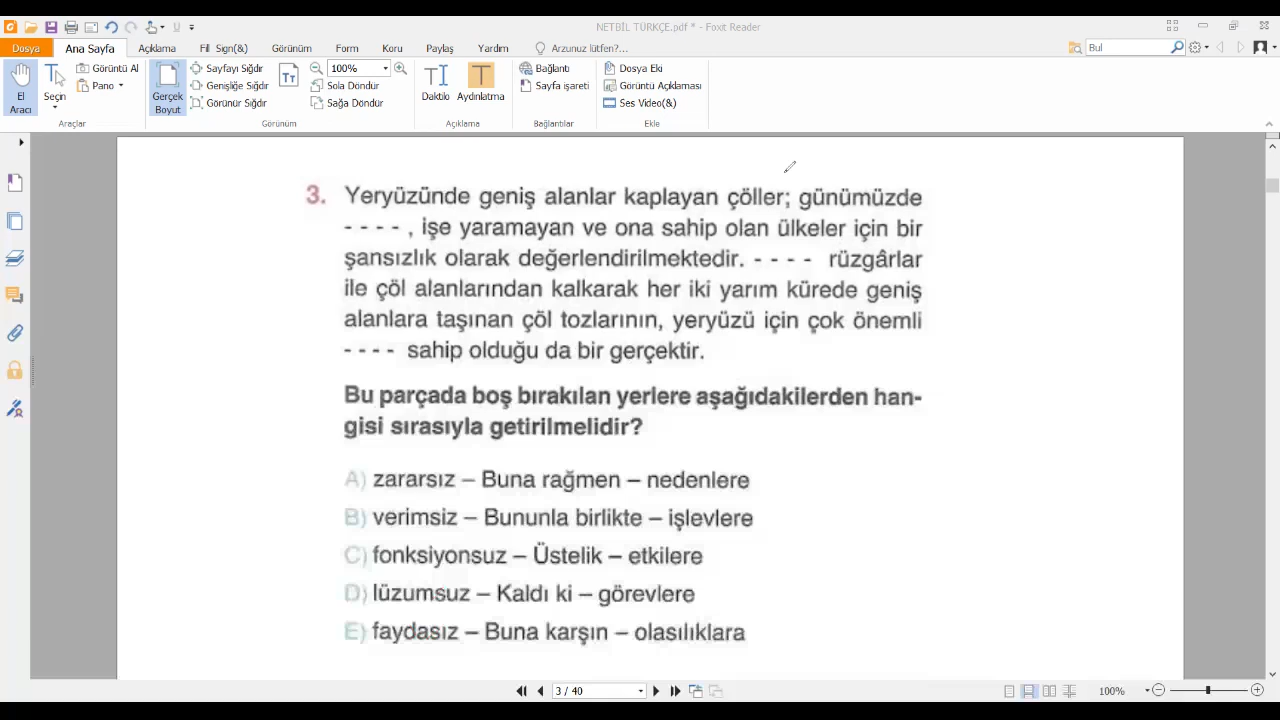 NETBİL TÜRKÇE.pdf * - Foxit Reader
Dosya Ana Sayfa Açıklama Fill Sign(&) Görünüm Form Koru Paylaş Yardım Arzunuz lütfen?... Bul
El Aracı
Seçin
Görüntü Al
Pano
Araçlar
Gerçek Boyut
Sayfayı Sığdır
Genişliğe Sığdır
Görünür Sığdır
100%
Sola Döndür
Sağa Döndür
Görünüm
Daktilo
Aydınlatma
Açıklama
Bağlantı
Sayfa işareti
Bağlantılar
Dosya Eki
Görüntü Açıklaması
Ses Video(&)
Ekle
3. Yeryüzünde geniş alanlar kaplayan çöller; günümüzde
- - - - , işe yaramayan ve ona sahip olan ülkeler için bir
şansızlık olarak değerlendirilmektedir. - - - - rüzgârlar
ile çöl alanlarından kalkarak her iki yarım kürede geniş
alanlara taşınan çöl tozlarının, yeryüzü için çok önemli
- - - - sahip olduğu da bir gerçektir.
Bu parçada boş bırakılan yerlere aşağıdakilerden han-
gisi sırasıyla getirilmelidir?
A) zararsız – Buna rağmen – nedenlere
B) verimsiz – Bununla birlikte – işlevlere
C) fonksiyonsuz – Üstelik – etkilere
D) lüzumsuz – Kaldı ki – görevlere
E) faydasız – Buna karşın – olasılıklara
3 / 40
100%